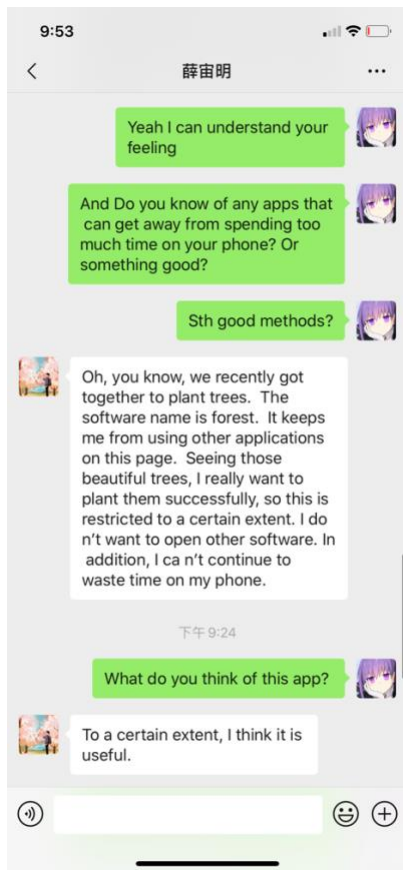 9:53
薛宙明
Yeah I can understand your
feeling
And Do you know of any apps that
can get away from spending too
much time on your phone? Or
something good?
Sth good methods?
Oh, you know, we recently got
together to plant trees.  The
software name is forest.  It keeps
me from using other applications
on this page.  Seeing those
beautiful trees, I really want to
plant them successfully, so this is
restricted to a certain extent. I do
n’t want to open other software. In
addition, I ca n’t continue to
waste time on my phone.
下午 9:24
What do you think of this app?
To a certain extent, I think it is
useful.